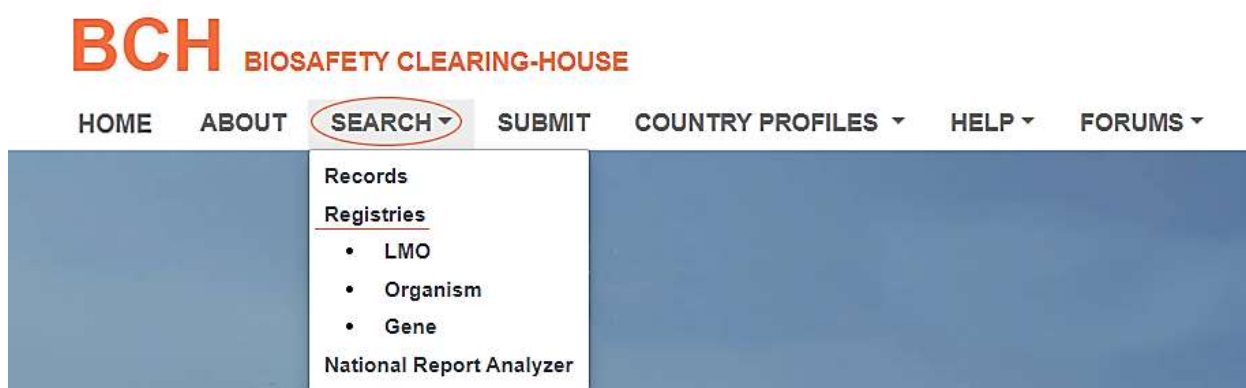 BCH BIOSAFETY CLEARING-HOUSE
HOME ABOUT SEARCH SUBMIT COUNTRY PROFILES HELP FORUMS
Records
Registries
• LMO
• Organism
• Gene
National Report Analyzer